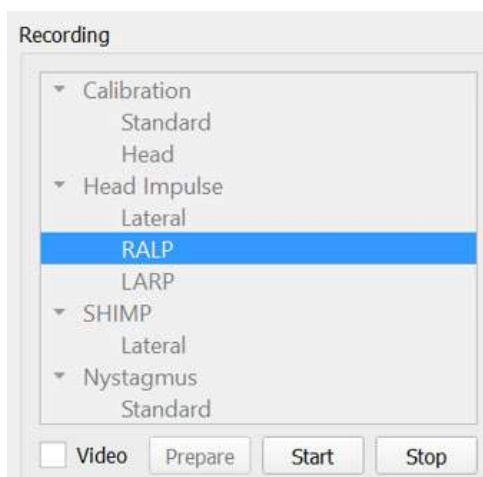 Recording
Calibration
Standard
Head
Head Impulse
Lateral
RALP
LARP
SHIMP
Lateral
Nystagmus
Standard
Video Prepare Start Stop